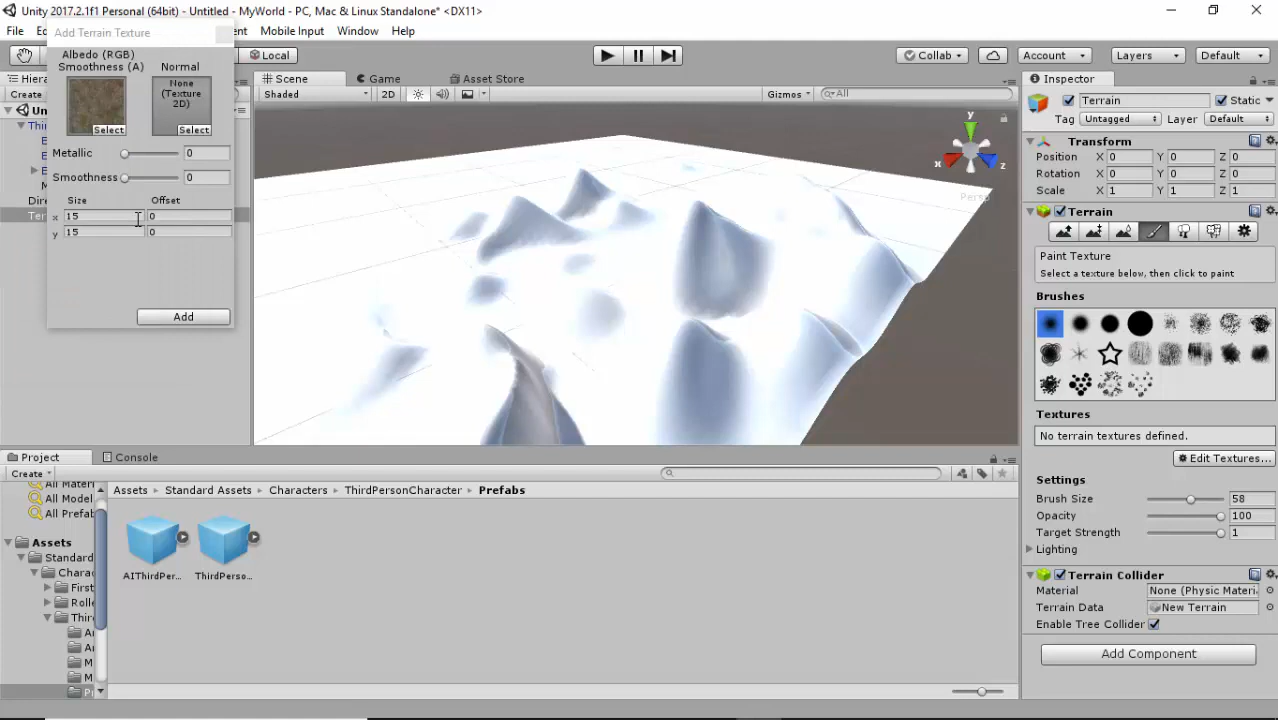 Unity 2017.2.1f1 Personal (64bit) - Untitled - MyWorld - PC, Mac & Linux Standalone* <DX11>
File
Mobile Input
Window
Help
Add Terrain Texture
Albedo (RGB)
Smoothness (A)
Normal
None
(Texture
2D)
Select
Select
Metallic
0
Smoothness
0
Size
Offset
x 15
0
y 15
0
Add
Local
Collab
Account
Layers
Default
Create
Scene
Game
Asset Store
Shaded
2D
Gizmos
All
y
x
z
Persp
Inspector
Terrain
Static
Tag Untagged
Layer Default
Transform
Position X 0 Y 0 Z 0
Rotation X 0 Y 0 Z 0
Scale X 1 Y 1 Z 1
Terrain
Paint Texture
Select a texture below, then click to paint
Brushes
Textures
No terrain textures defined.
Edit Textures...
Settings
Brush Size 58
Opacity 100
Target Strength 1
Lighting
Terrain Collider
Material None (Physic Materi
Terrain Data New Terrain
Enable Tree Collider
Add Component
Project
Console
Create
All Model
All Prefab
Assets
Standard
Chara
First
Rolle
Third
Assets Standard Assets Characters ThirdPersonCharacter Prefabs
AIThirdPer...
ThirdPerso...